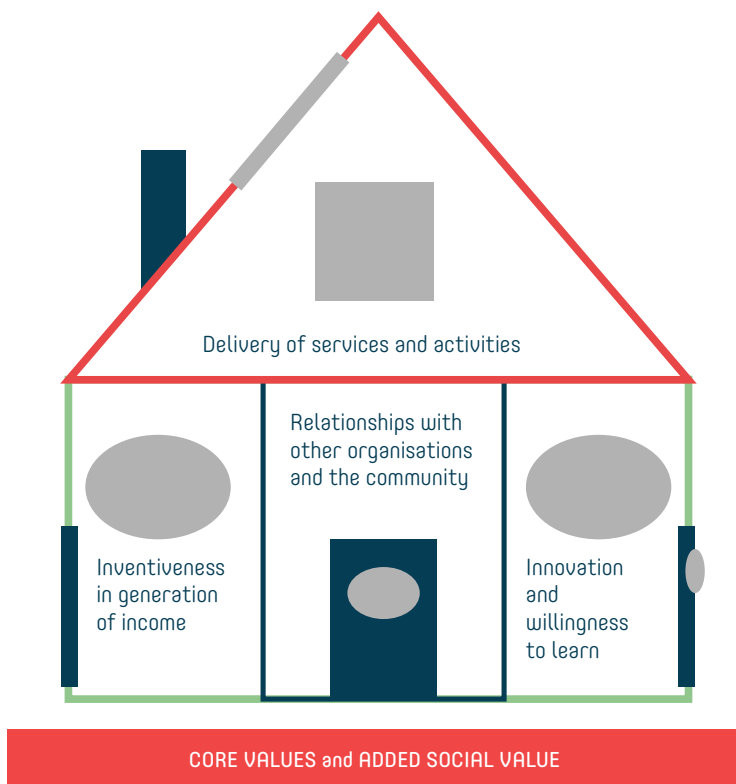 Delivery of services and activities
Relationships with
other organisations
and the community
Inventiveness
in generation
of income
Innovation
and
willingness
to learn
CORE VALUES and ADDED SOCIAL VALUE